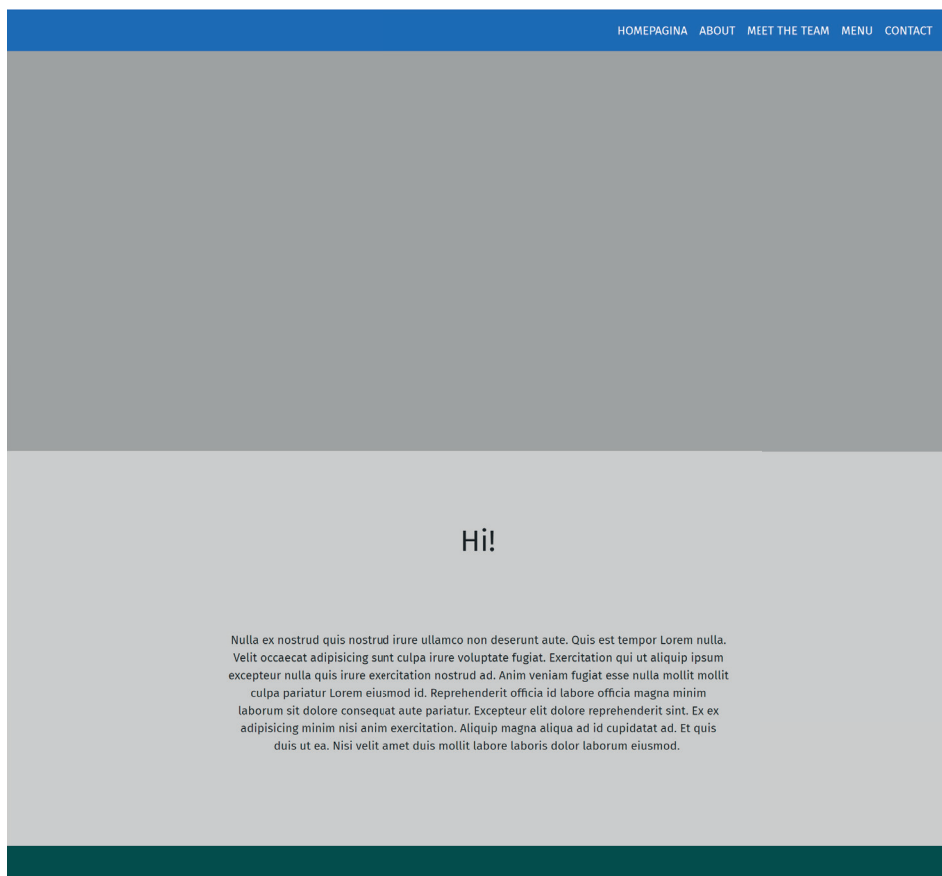 HOMEPAGINA ABOUT MEET THE TEAM MENU CONTACT
Hi!
Nulla ex nostrud quis nostrud irure ullamco non deserunt aute. Quis est tempor Lorem nulla.
Velit occaecat adipisicing sunt culpa irure voluptate fugiat. Exercitation qui ut aliquip ipsum
excepteur nulla quis irure exercitation nostrud ad. Anim veniam fugiat esse nulla mollit mollit
culpa pariatur Lorem eiusmod id. Reprehenderit officia id labore officia magna minim
laborum sit dolore consequat aute pariatur. Excepteur elit dolore reprehenderit sint. Ex ex
adipisicing minim nisi anim exercitation. Aliquip magna aliqua ad id cupidatat ad. Et quis
duis ut ea. Nisi velit amet duis mollit labore laboris dolor laborum eiusmod.